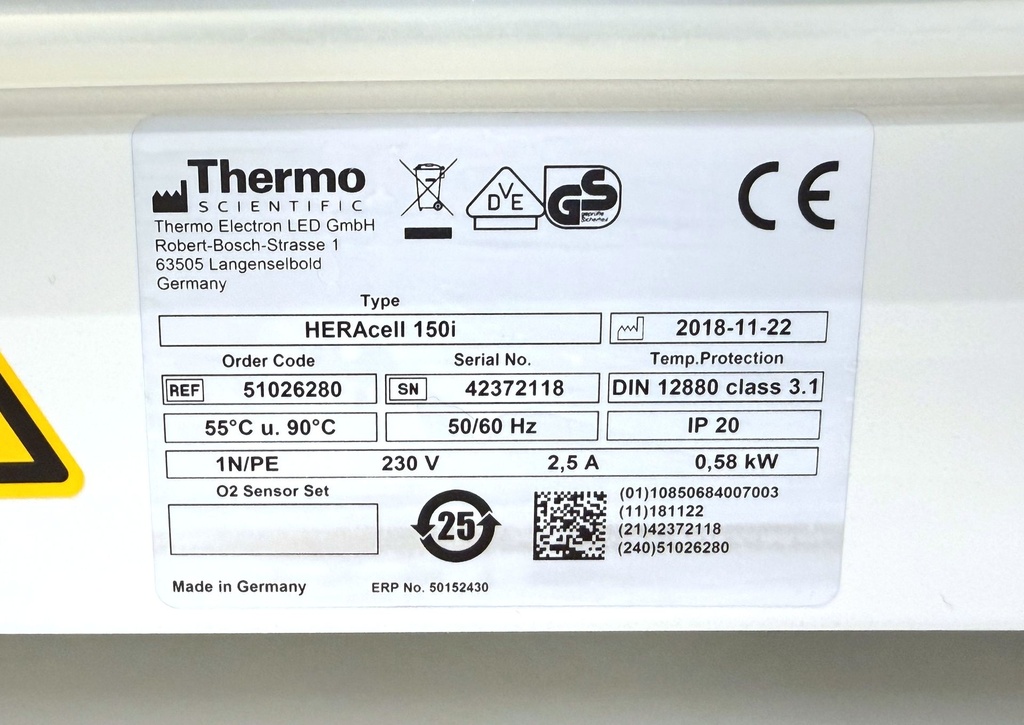 Thermo
SCIENTIFIC
Thermo Electron LED GmbH
Robert-Bosch-Strasse 1
63505 Langenselbold
Germany
VDE
GS
geprüfte
Sicherheit
CE
Type
HERAcell 150i
2018-11-22
Order Code
Serial No.
Temp.Protection
REF 51026280
SN 42372118
DIN 12880 class 3.1
55°C u. 90°C
50/60 Hz
IP 20
1N/PE 230 V 2,5 A 0,58 kW
O2 Sensor Set
25
(01)10850684007003
(11)181122
(21)42372118
(240)51026280
Made in Germany
ERP No. 50152430